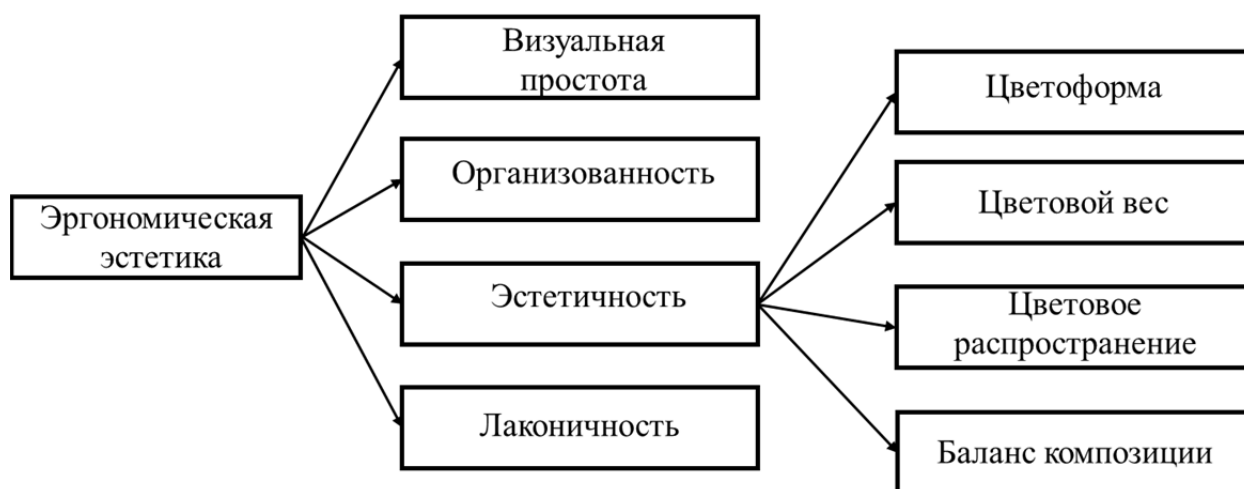 Эргономическая
эстетика
Визуальная
простота
Организованность
Эстетичность
Лаконичность
Цветоформа
Цветовой вес
Цветовое
распространение
Баланс композиции